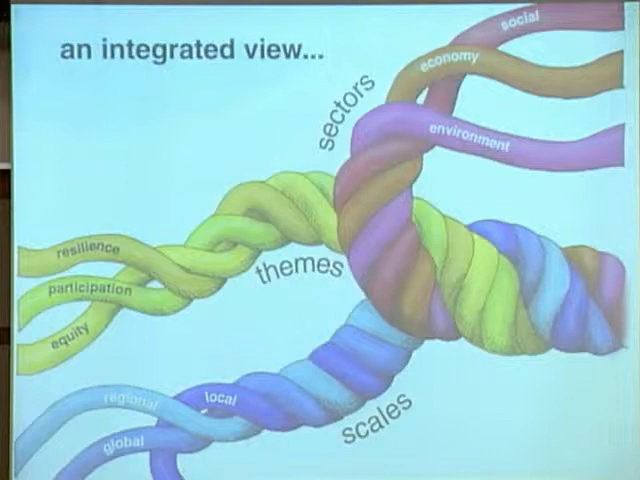 an integrated view...
social
economy
environment
sectors
resilience
participation
equity
themes
regional
local
global
scales